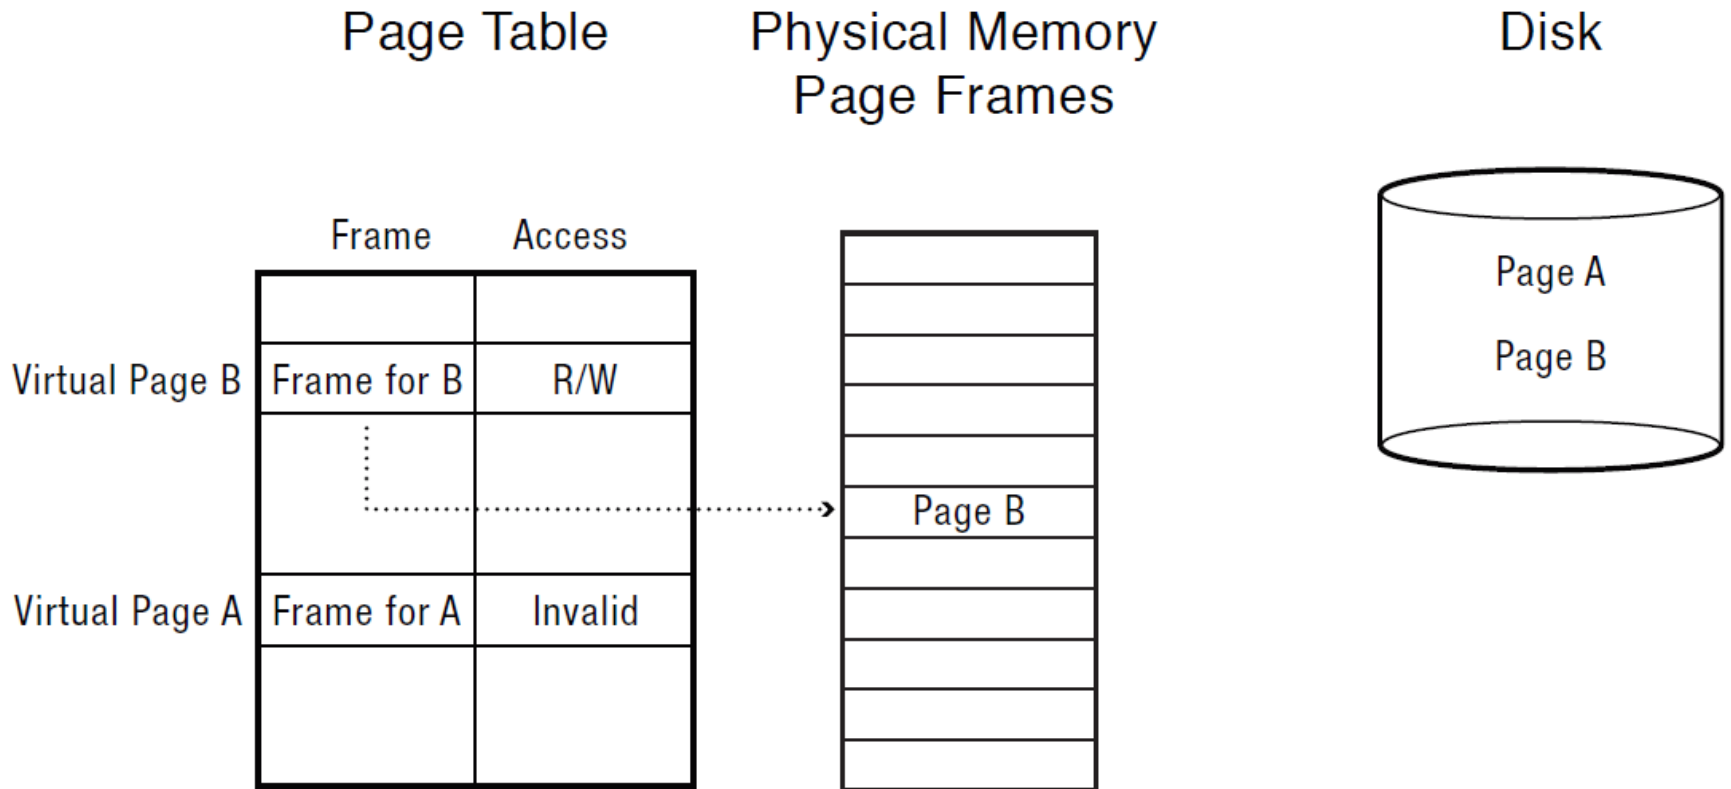 Page Table
Physical Memory
Page Frames
Disk
Frame Access
Virtual Page B Frame for B R/W
Page B
Virtual Page A Frame for A Invalid
Page A
Page B